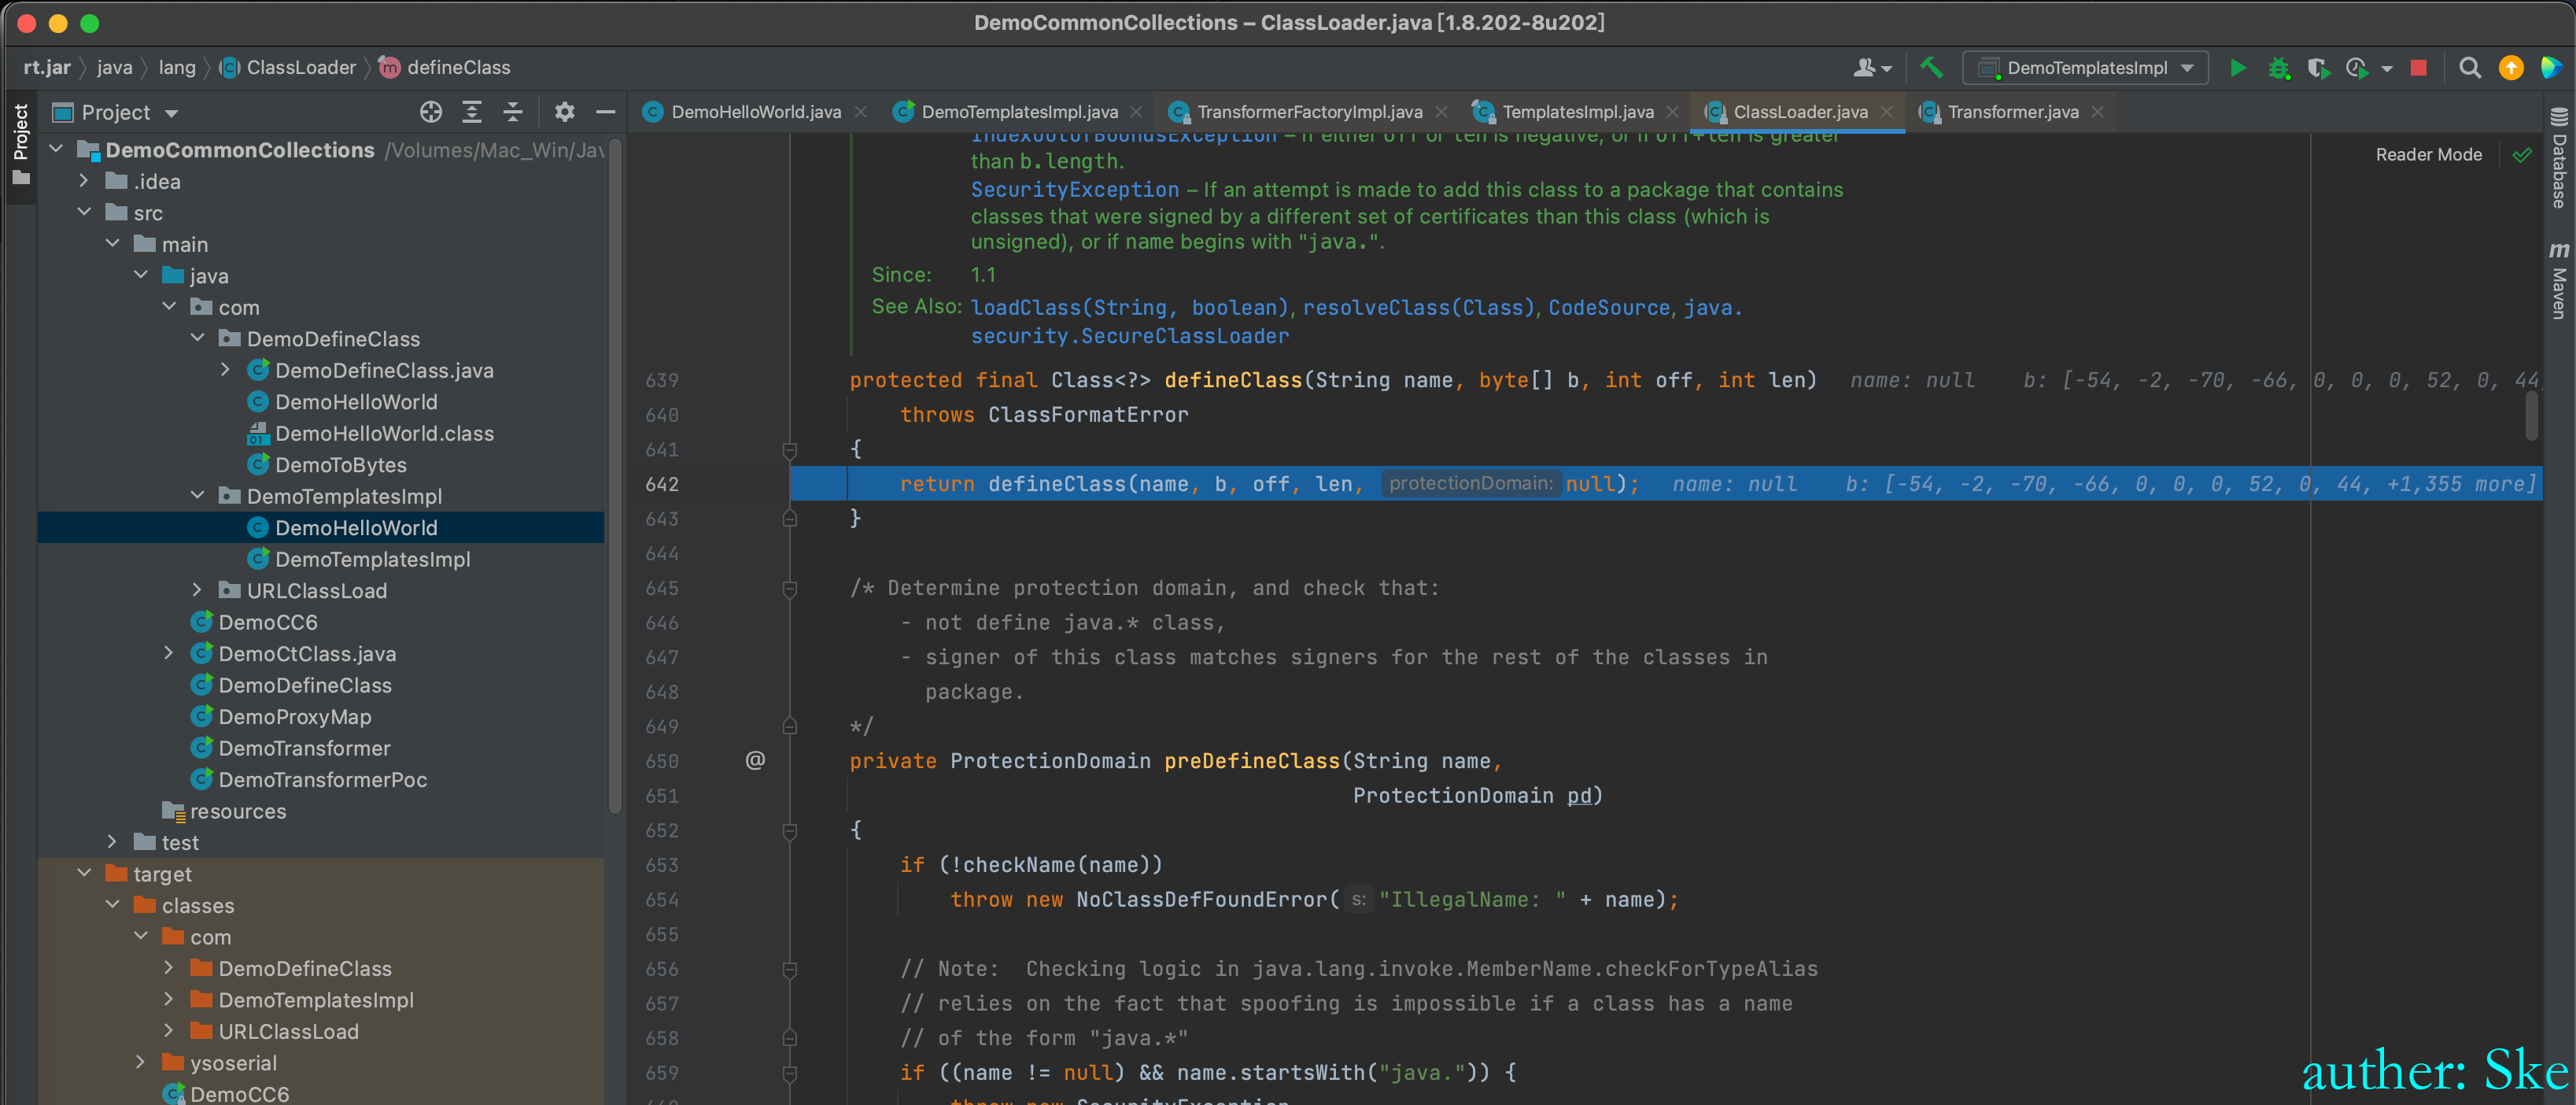 DemoCommonCollections – ClassLoader.java [1.8.202-8u202]
rt.jar java lang ClassLoader defineClass
DemoTemplatesImpl
Project
DemoHelloWorld.java
DemoTemplatesImpl.java
TransformerFactoryImpl.java
TemplatesImpl.java
ClassLoader.java
Transformer.java
Project
Database
Maven
Reader Mode
DemoCommonCollections /Volumes/Mac_Win/Jav
.idea
src
main
java
com
DemoDefineClass
DemoDefineClass.java
DemoHelloWorld
DemoHelloWorld.class
DemoToBytes
DemoTemplatesImpl
DemoHelloWorld
DemoTemplatesImpl
URLClassLoad
DemoCC6
DemoCtClass.java
DemoDefineClass
DemoProxyMap
DemoTransformer
DemoTransformerPoc
resources
test
target
classes
com
DemoDefineClass
DemoTemplatesImpl
URLClassLoad
ysoserial
DemoCC6
IndexOutOfBoundsException – If either off or len is negative, or if off+len is greater
than b.length.
SecurityException – If an attempt is made to add this class to a package that contains
classes that were signed by a different set of certificates than this class (which is
unsigned), or if name begins with "java.".
Since: 1.1
See Also: loadClass(String, boolean), resolveClass(Class), CodeSource, java.
security.SecureClassLoader
639 protected final Class<?> defineClass(String name, byte[] b, int off, int len) name: null b: [-54, -2, -70, -66, 0, 0, 0, 52, 0, 44,
640 throws ClassFormatError
641 {
642 return defineClass(name, b, off, len, protectionDomain: null); name: null b: [-54, -2, -70, -66, 0, 0, 0, 52, 0, 44, +1,355 more]
643 }
644
645 /* Determine protection domain, and check that:
646 - not define java.* class,
647 - signer of this class matches signers for the rest of the classes in
648 package.
649 */
650 @ private ProtectionDomain preDefineClass(String name,
651 ProtectionDomain pd)
652 {
653 if (!checkName(name))
654 throw new NoClassDefFoundError( s: "IllegalName: " + name);
655
656 // Note: Checking logic in java.lang.invoke.MemberName.checkForTypeAlias
657 // relies on the fact that spoofing is impossible if a class has a name
658 // of the form "java.*"
659 if ((name != null) && name.startsWith("java.")) {
throw new SecurityException
auther: Ske